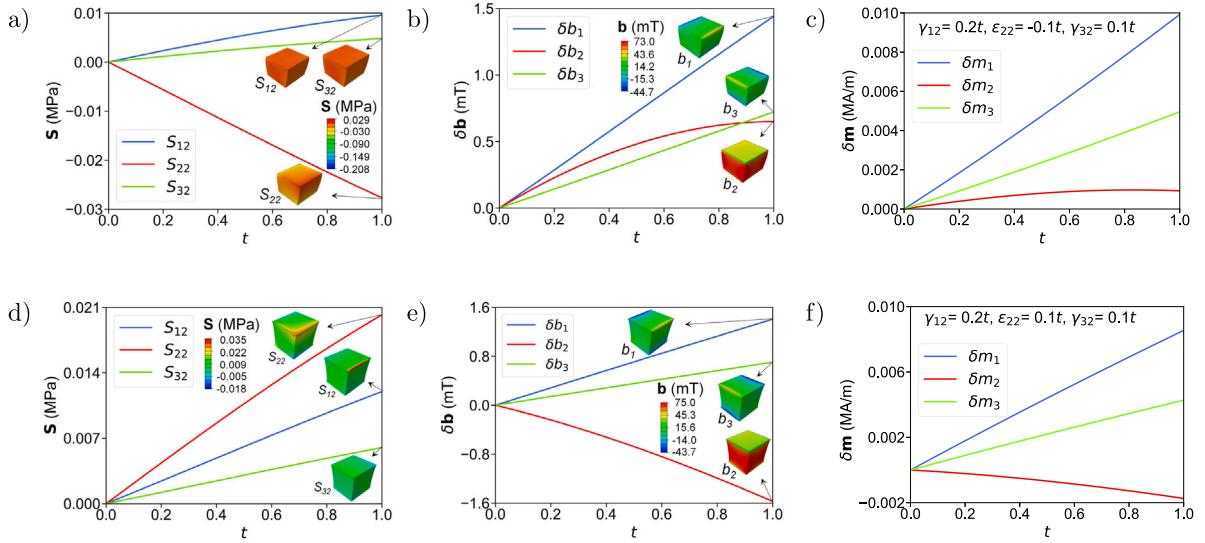 a)
0.01
0.00
−0.01
−0.02
−0.03
S (MPa)
S12
S22
S32
S12
S32
S22
S (MPa)
0.029
-0.030
-0.090
-0.149
-0.208
0.0 0.2 0.4 0.6 0.8 1.0
t
b)
1.5
1.0
0.5
0.0
δb (mT)
δb1
δb2
δb3
b (mT)
73.0
43.6
14.2
-15.3
-44.7
b1
b3
b2
0.0 0.2 0.4 0.6 0.8 1.0
t
c)
γ12= 0.2t, ε22= -0.1t, γ32= 0.1t
0.010
0.008
0.006
0.004
0.002
0.000
δm (MA/m)
δm1
δm2
δm3
0.0 0.2 0.4 0.6 0.8 1.0
t
d)
0.021
0.014
0.007
0.000
S (MPa)
S12
S22
S32
S (MPa)
0.035
0.022
0.009
-0.005
-0.018
S22
S12
S32
0.0 0.2 0.4 0.6 0.8 1.0
t
e)
1.6
0.8
0.0
−0.8
−1.6
δb (mT)
δb1
δb2
δb3
b (mT)
75.0
45.3
15.6
-14.0
-43.7
b1
b3
b2
0.0 0.2 0.4 0.6 0.8 1.0
t
f)
γ12= 0.2t, ε22= 0.1t, γ32= 0.1t
0.010
0.006
0.002
−0.002
δm (MA/m)
δm1
δm2
δm3
0.0 0.2 0.4 0.6 0.8 1.0
t